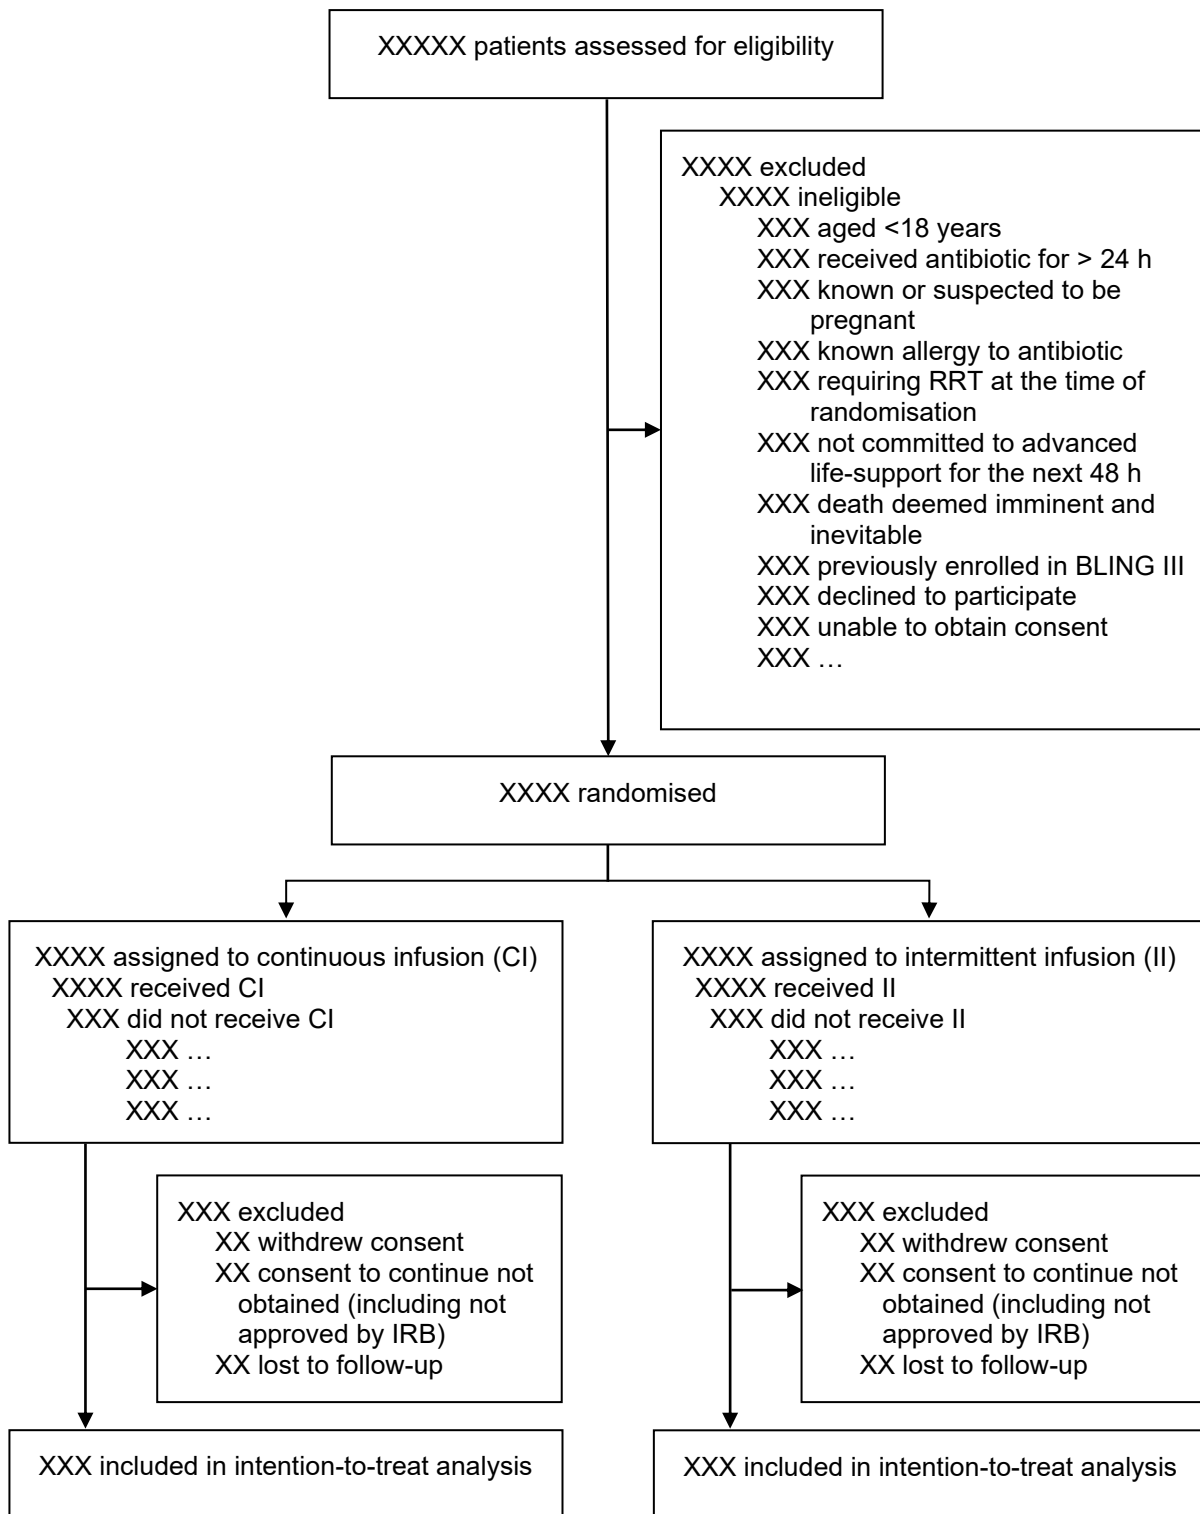 XXXXX patients assessed for eligibility
XXXX excluded
XXXX ineligible
XXX aged <18 years
XXX received antibiotic for > 24 h
XXX known or suspected to be
pregnant
XXX known allergy to antibiotic
XXX requiring RRT at the time of
randomisation
XXX not committed to advanced
life-support for the next 48 h
XXX death deemed imminent and
inevitable
XXX previously enrolled in BLING III
XXX declined to participate
XXX unable to obtain consent
XXX …
XXXX randomised
XXXX assigned to continuous infusion (CI)
XXXX received CI
XXX did not receive CI
XXX …
XXX …
XXX …
XXXX assigned to intermittent infusion (II)
XXXX received II
XXX did not receive II
XXX …
XXX …
XXX …
XXX excluded
XX withdrew consent
XX consent to continue not
obtained (including not
approved by IRB)
XX lost to follow-up
XXX excluded
XX withdrew consent
XX consent to continue not
obtained (including not
approved by IRB)
XX lost to follow-up
XXX included in intention-to-treat analysis
XXX included in intention-to-treat analysis